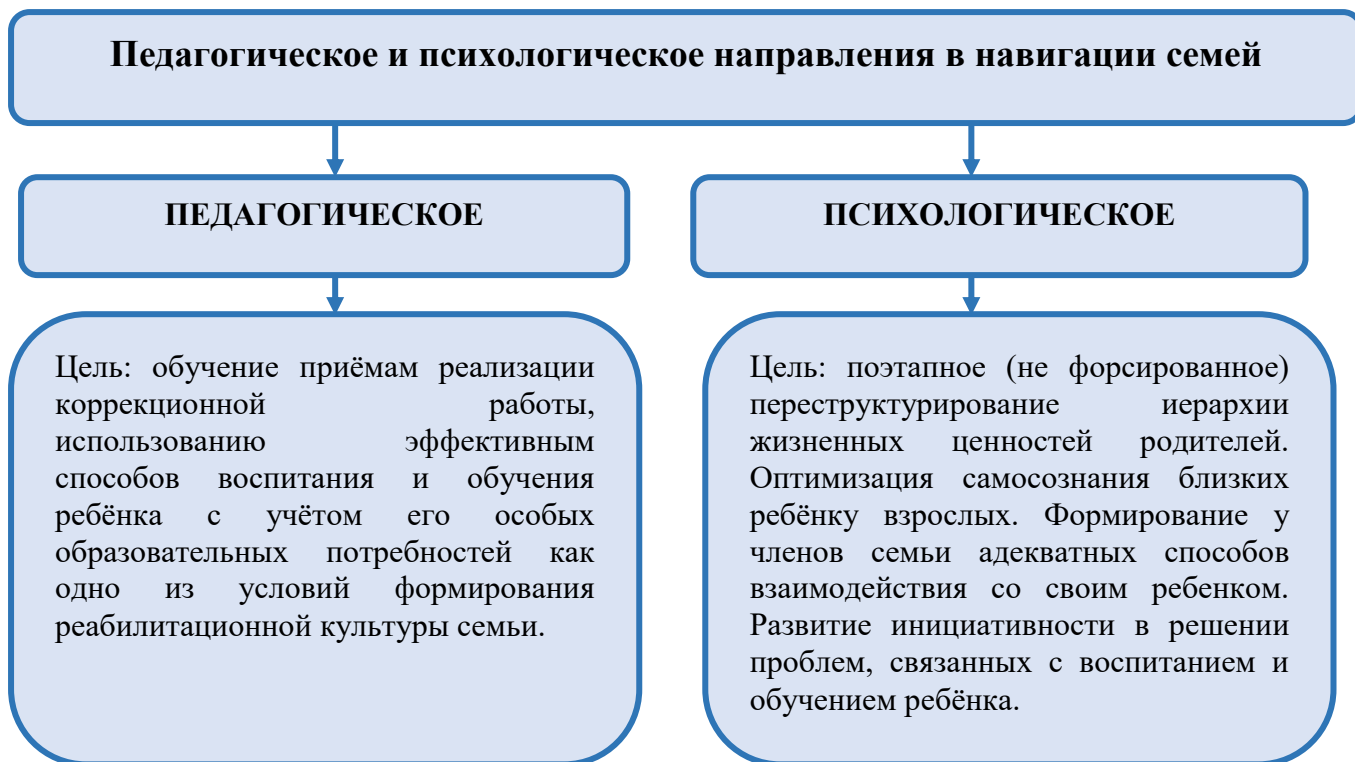 Педагогическое и психологическое направления в навигации семей
ПЕДАГОГИЧЕСКОЕ
Цель: обучение приёмам реализации
коррекционной работы,
использованию эффективным
способов воспитания и обучения
ребёнка с учётом его особых
образовательных потребностей как
одно из условий формирования
реабилитационной культуры семьи.
ПСИХОЛОГИЧЕСКОЕ
Цель: поэтапное (не форсированное)
переструктурирование иерархии
жизненных ценностей родителей.
Оптимизация самосознания близких
ребёнку взрослых. Формирование у
членов семьи адекватных способов
взаимодействия со своим ребенком.
Развитие инициативности в решении
проблем, связанных с воспитанием и
обучением ребёнка.